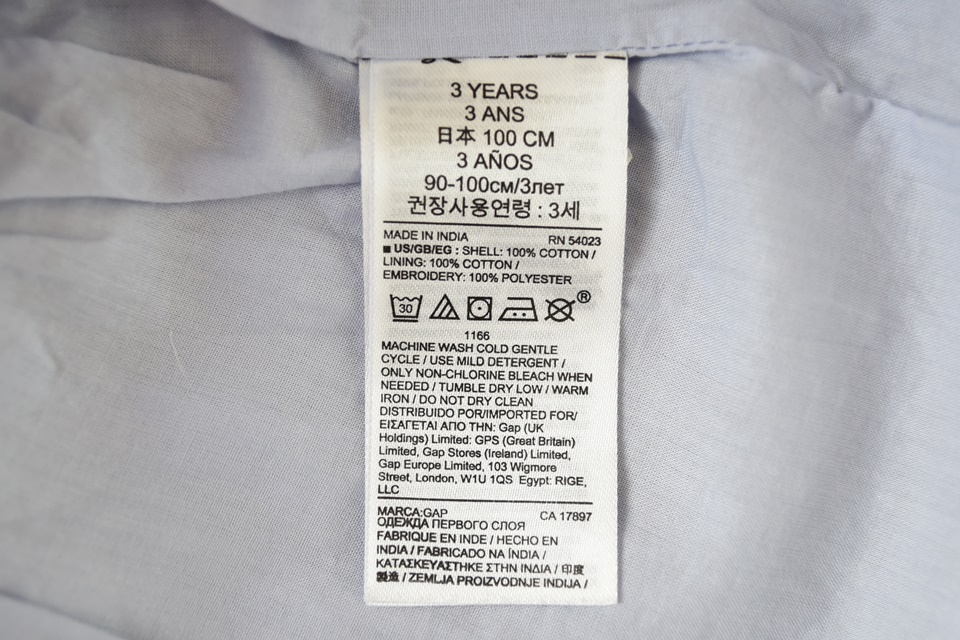 3 YEARS
3 ANS
日本 100 CM
3 AÑOS
90-100см/3лет
권장사용연령 : 3세
MADE IN INDIA RN 54023
■ US/GB/EG : SHELL: 100% COTTON /
LINING: 100% COTTON /
EMBROIDERY: 100% POLYESTER
30
®
1166
MACHINE WASH COLD GENTLE
CYCLE / USE MILD DETERGENT /
ONLY NON-CHLORINE BLEACH WHEN
NEEDED / TUMBLE DRY LOW / WARM
IRON / DO NOT DRY CLEAN
DISTRIBUIDO POR/IMPORTED FOR/
ΕΙΣΑΓΕΤΑΙ ΑΠΟ ΤΗΝ: Gap (UK
Holdings) Limited: GPS (Great Britain)
Limited, Gap Stores (Ireland) Limited,
Gap Europe Limited, 103 Wigmore
Street, London, W1U 1QS Egypt: RIGE,
LLC
MARCA:GAP CA 17897
ОДЕЖДА ПЕРВОГО СЛОЯ
FABRIQUE EN INDE / HECHO EN
INDIA / FABRICADO NA ÍNDIA /
ΚΑΤΑΣΚΕΥΑΣΤΗΚΕ ΣΤΗΝ ΙΝΔΙΑ / 印度
製造 / ZEMLJA PROIZVODNJE INDIJA /